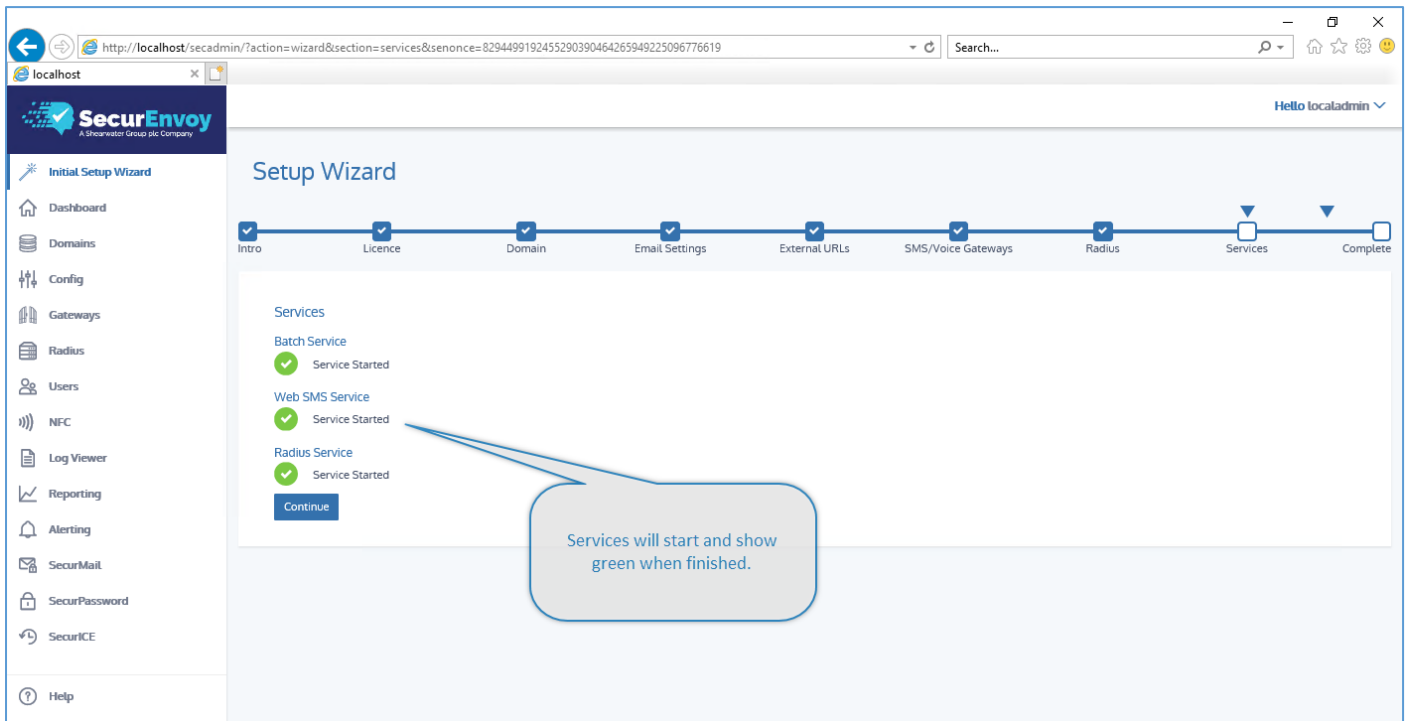 http://localhost/secadmin/?action=wizard&section=services&senonce=82944991924552903904642659492250967766​19
Search...
localhost
SecurEnvoy
A Shearwater Group plc Company
Hello localadmin
Initial Setup Wizard
Dashboard
Domains
Config
Gateways
Radius
Users
NFC
Log Viewer
Reporting
Alerting
SecurMail
SecurPassword
SecurICE
Help
Setup Wizard
Intro
Licence
Domain
Email Settings
External URLs
SMS/Voice Gateways
Radius
Services
Complete
Services
Batch Service
Service Started
Web SMS Service
Service Started
Radius Service
Service Started
Continue
Services will start and show
green when finished.